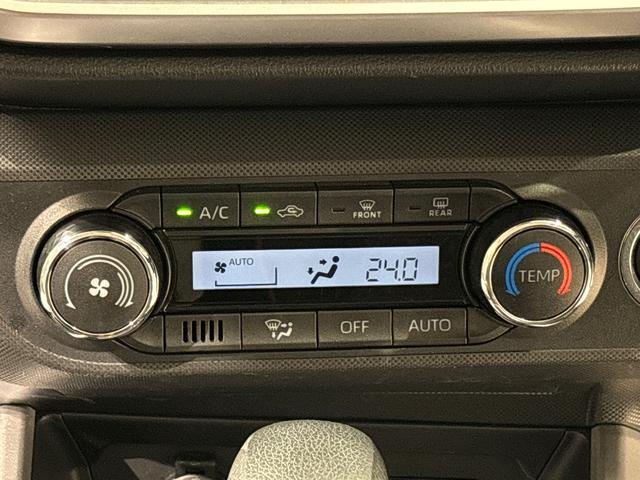 A/C
FRONT
REAR
AUTO
24.0
TEMP
OFF
AUTO